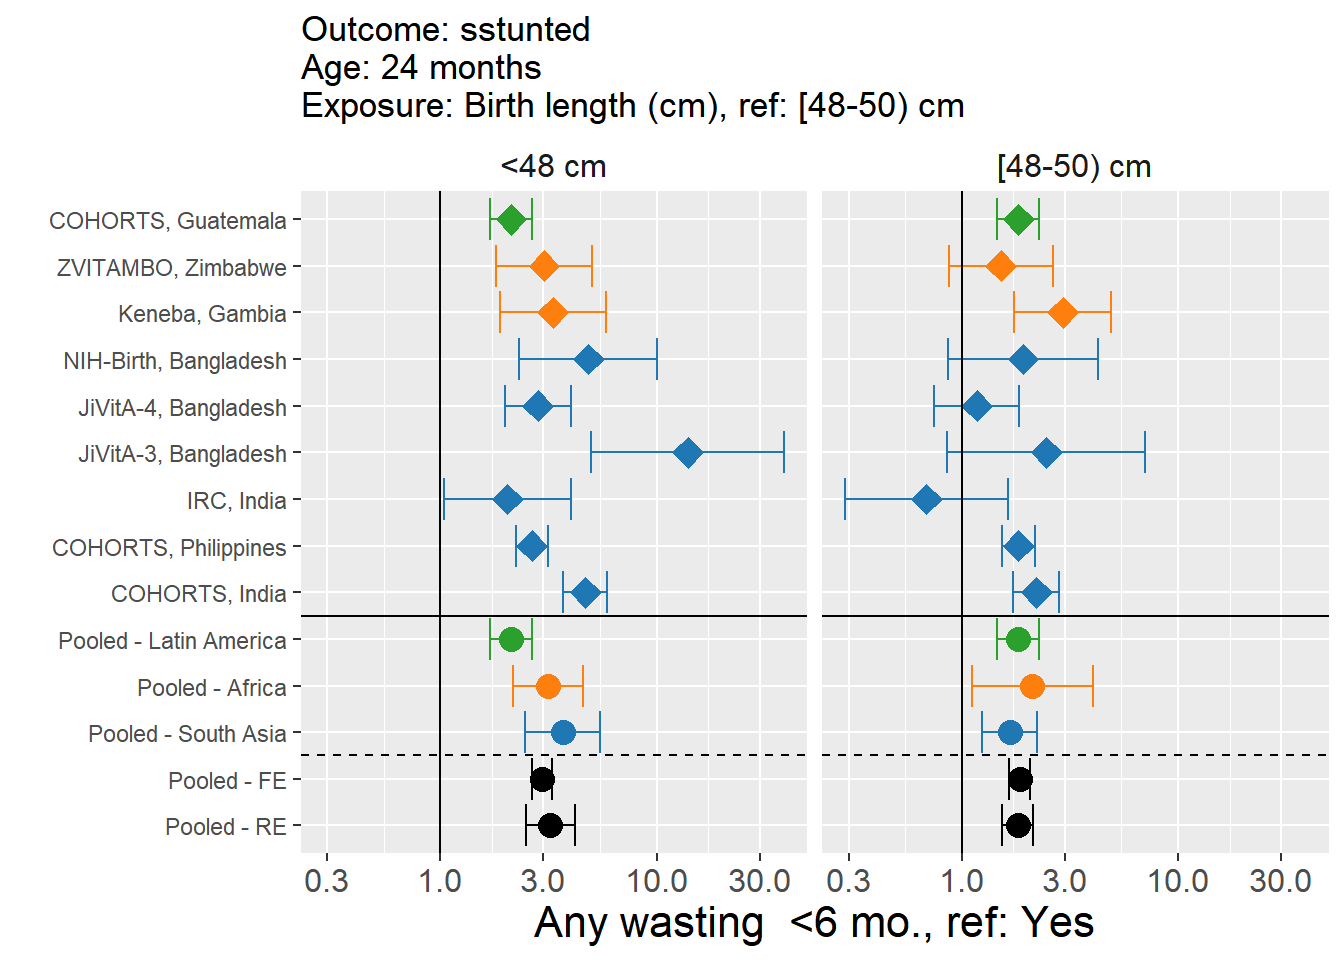 Outcome: sstunted
Age: 24 months
Exposure: Birth length (cm), ref: [48-50) cm
<48 cm
[48-50) cm
COHORTS, Guatemala
ZVITAMBO, Zimbabwe
Keneba, Gambia
NIH-Birth, Bangladesh
JiVitA-4, Bangladesh
JiVitA-3, Bangladesh
IRC, India
COHORTS, Philippines
COHORTS, India
Pooled - Latin America
Pooled - Africa
Pooled - South Asia
Pooled - FE
Pooled - RE
0.3 1.0 3.0 10.0 30.0 0.3 1.0 3.0 10.0 30.0
Any wasting  <6 mo., ref: Yes